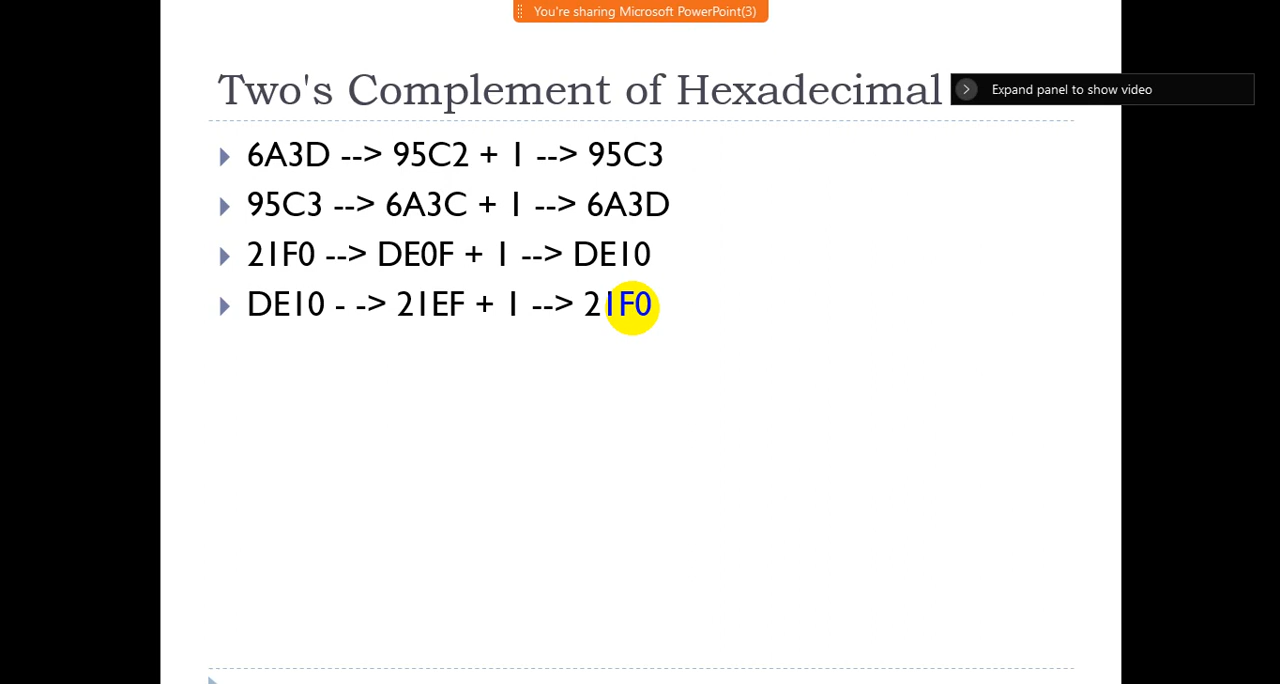 You're sharing Microsoft PowerPoint(3)
Two's Complement of Hexadecimal
Expand panel to show video
6A3D --> 95C2 + 1 --> 95C3
95C3 --> 6A3C + 1 --> 6A3D
21F0 --> DE0F + 1 --> DE10
DE10 - -> 21EF + 1 --> 21F0